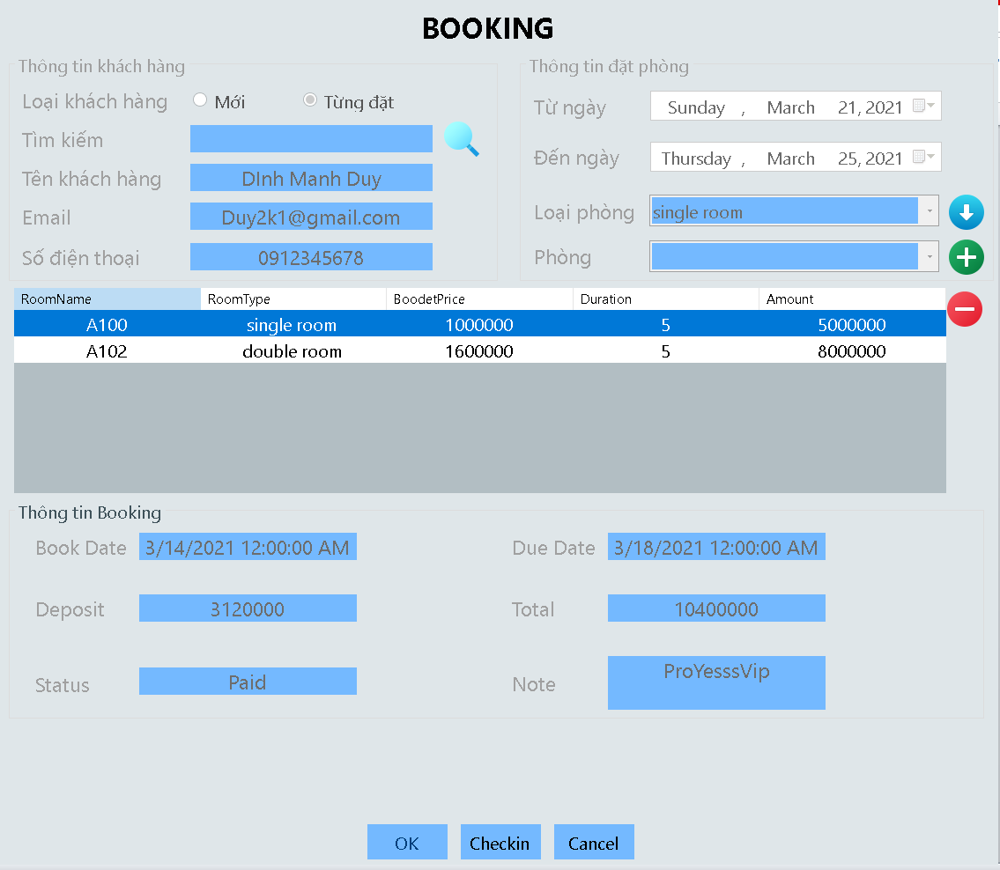 BOOKING
Thông tin khách hàng
Loại khách hàng Mới Từng đặt
Tìm kiếm
Tên khách hàng DInh Manh Duy
Email Duy2k1@gmail.com
Số điện thoại 0912345678
Thông tin đặt phòng
Từ ngày Sunday , March 21, 2021
Đến ngày Thursday , March 25, 2021
Loại phòng single room
Phòng
RoomName RoomType BoodetPrice Duration Amount
A100 single room 1000000 5 5000000
A102 double room 1600000 5 8000000
Thông tin Booking
Book Date 3/14/2021 12:00:00 AM Due Date 3/18/2021 12:00:00 AM
Deposit 3120000 Total 10400000
Status Paid Note ProYesssVip
OK Checkin Cancel